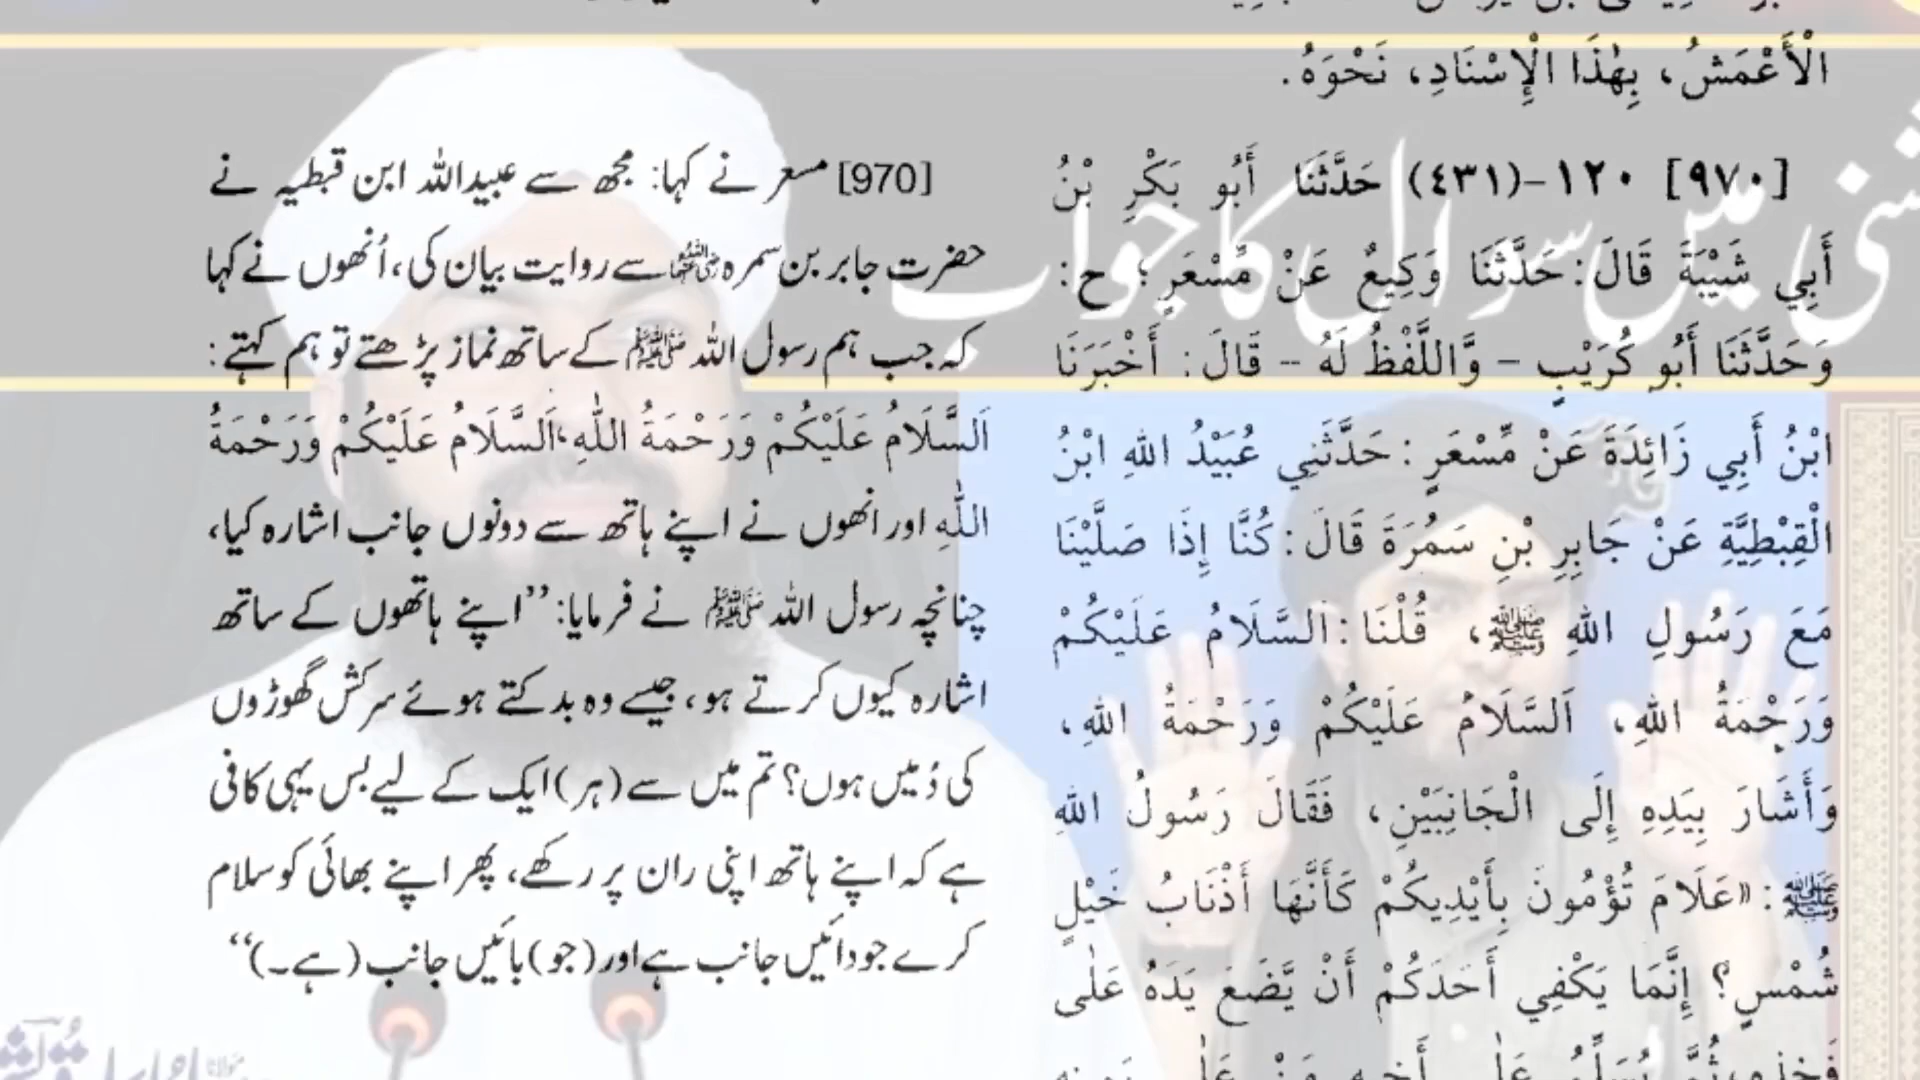 الْأَعْمَشُ، بِهٰذَا الْإِسْنَادِ، نَحْوَهُ.
[٩٧٠] ١٢٠-(٤٣١) حَدَّثَنَا أَبُو بَكْرِ بْنُ
أَبِي شَيْبَةَ قَالَ: حَدَّثَنَا وَكِيعٌ عَنْ مِّسْعَرٍ؛ ح:
وَحَدَّثَنَا أَبُو كُرَيْبٍ – وَّاللَّفْظُ لَهُ – قَالَ: أَخْبَرَنَا
ابْنُ أَبِي زَائِدَةَ عَنْ مِّسْعَرٍ: حَدَّثَنِي عُبَيْدُ اللهِ ابْنُ
الْقِبْطِيَّةِ عَنْ جَابِرِ بْنِ سَمُرَةَ قَالَ: كُنَّا إِذَا صَلَّيْنَا
مَعَ رَسُولِ اللهِ ﷺ، قُلْنَا: اَلسَّلَامُ عَلَيْكُمْ
وَرَحْمَةُ اللهِ، اَلسَّلَامُ عَلَيْكُمْ وَرَحْمَةُ اللهِ،
وَأَشَارَ بِيَدِهِ إِلَى الْجَانِبَيْنِ، فَقَالَ رَسُولُ اللهِ
ﷺ: «عَلَامَ تُؤْمُونَ بِأَيْدِيكُمْ كَأَنَّهَا أَذْنَابُ خَيْلٍ
شُمْسٍ؟ إِنَّمَا يَكْفِي أَحَدَكُمْ أَنْ يَّضَعَ يَدَهُ عَلٰى
[970] مسعر نے کہا: مجھ سے عبیداللہ ابن قبطیہ نے
حضرت جابر بن سمرہ رضی اللہ عنہ سے روایت بیان کی، اُنھوں نے کہا
کہ جب ہم رسول اللہ ﷺ کے ساتھ نماز پڑھتے تو ہم کہتے:
اَلسَّلَامُ عَلَيْكُمْ وَرَحْمَةُ اللّٰهِ، اَلسَّلَامُ عَلَيْكُمْ وَرَحْمَةُ
اللّٰهِ اور انھوں نے اپنے ہاتھ سے دونوں جانب اشارہ کیا،
چنانچہ رسول اللہ ﷺ نے فرمایا: ’’اپنے ہاتھوں کے ساتھ
اشارہ کیوں کرتے ہو، جیسے وہ بدکتے ہوئے سرکش گھوڑوں
کی دُمیں ہوں؟ تم میں سے (ہر) ایک کے لیے بس یہی کافی
ہے کہ اپنے ہاتھ اپنی ران پر رکھے، پھر اپنے بھائی کو سلام
کرے جو دائیں جانب ہے اور (جو) بائیں جانب (ہے۔)‘‘
میں سوال کا جواب